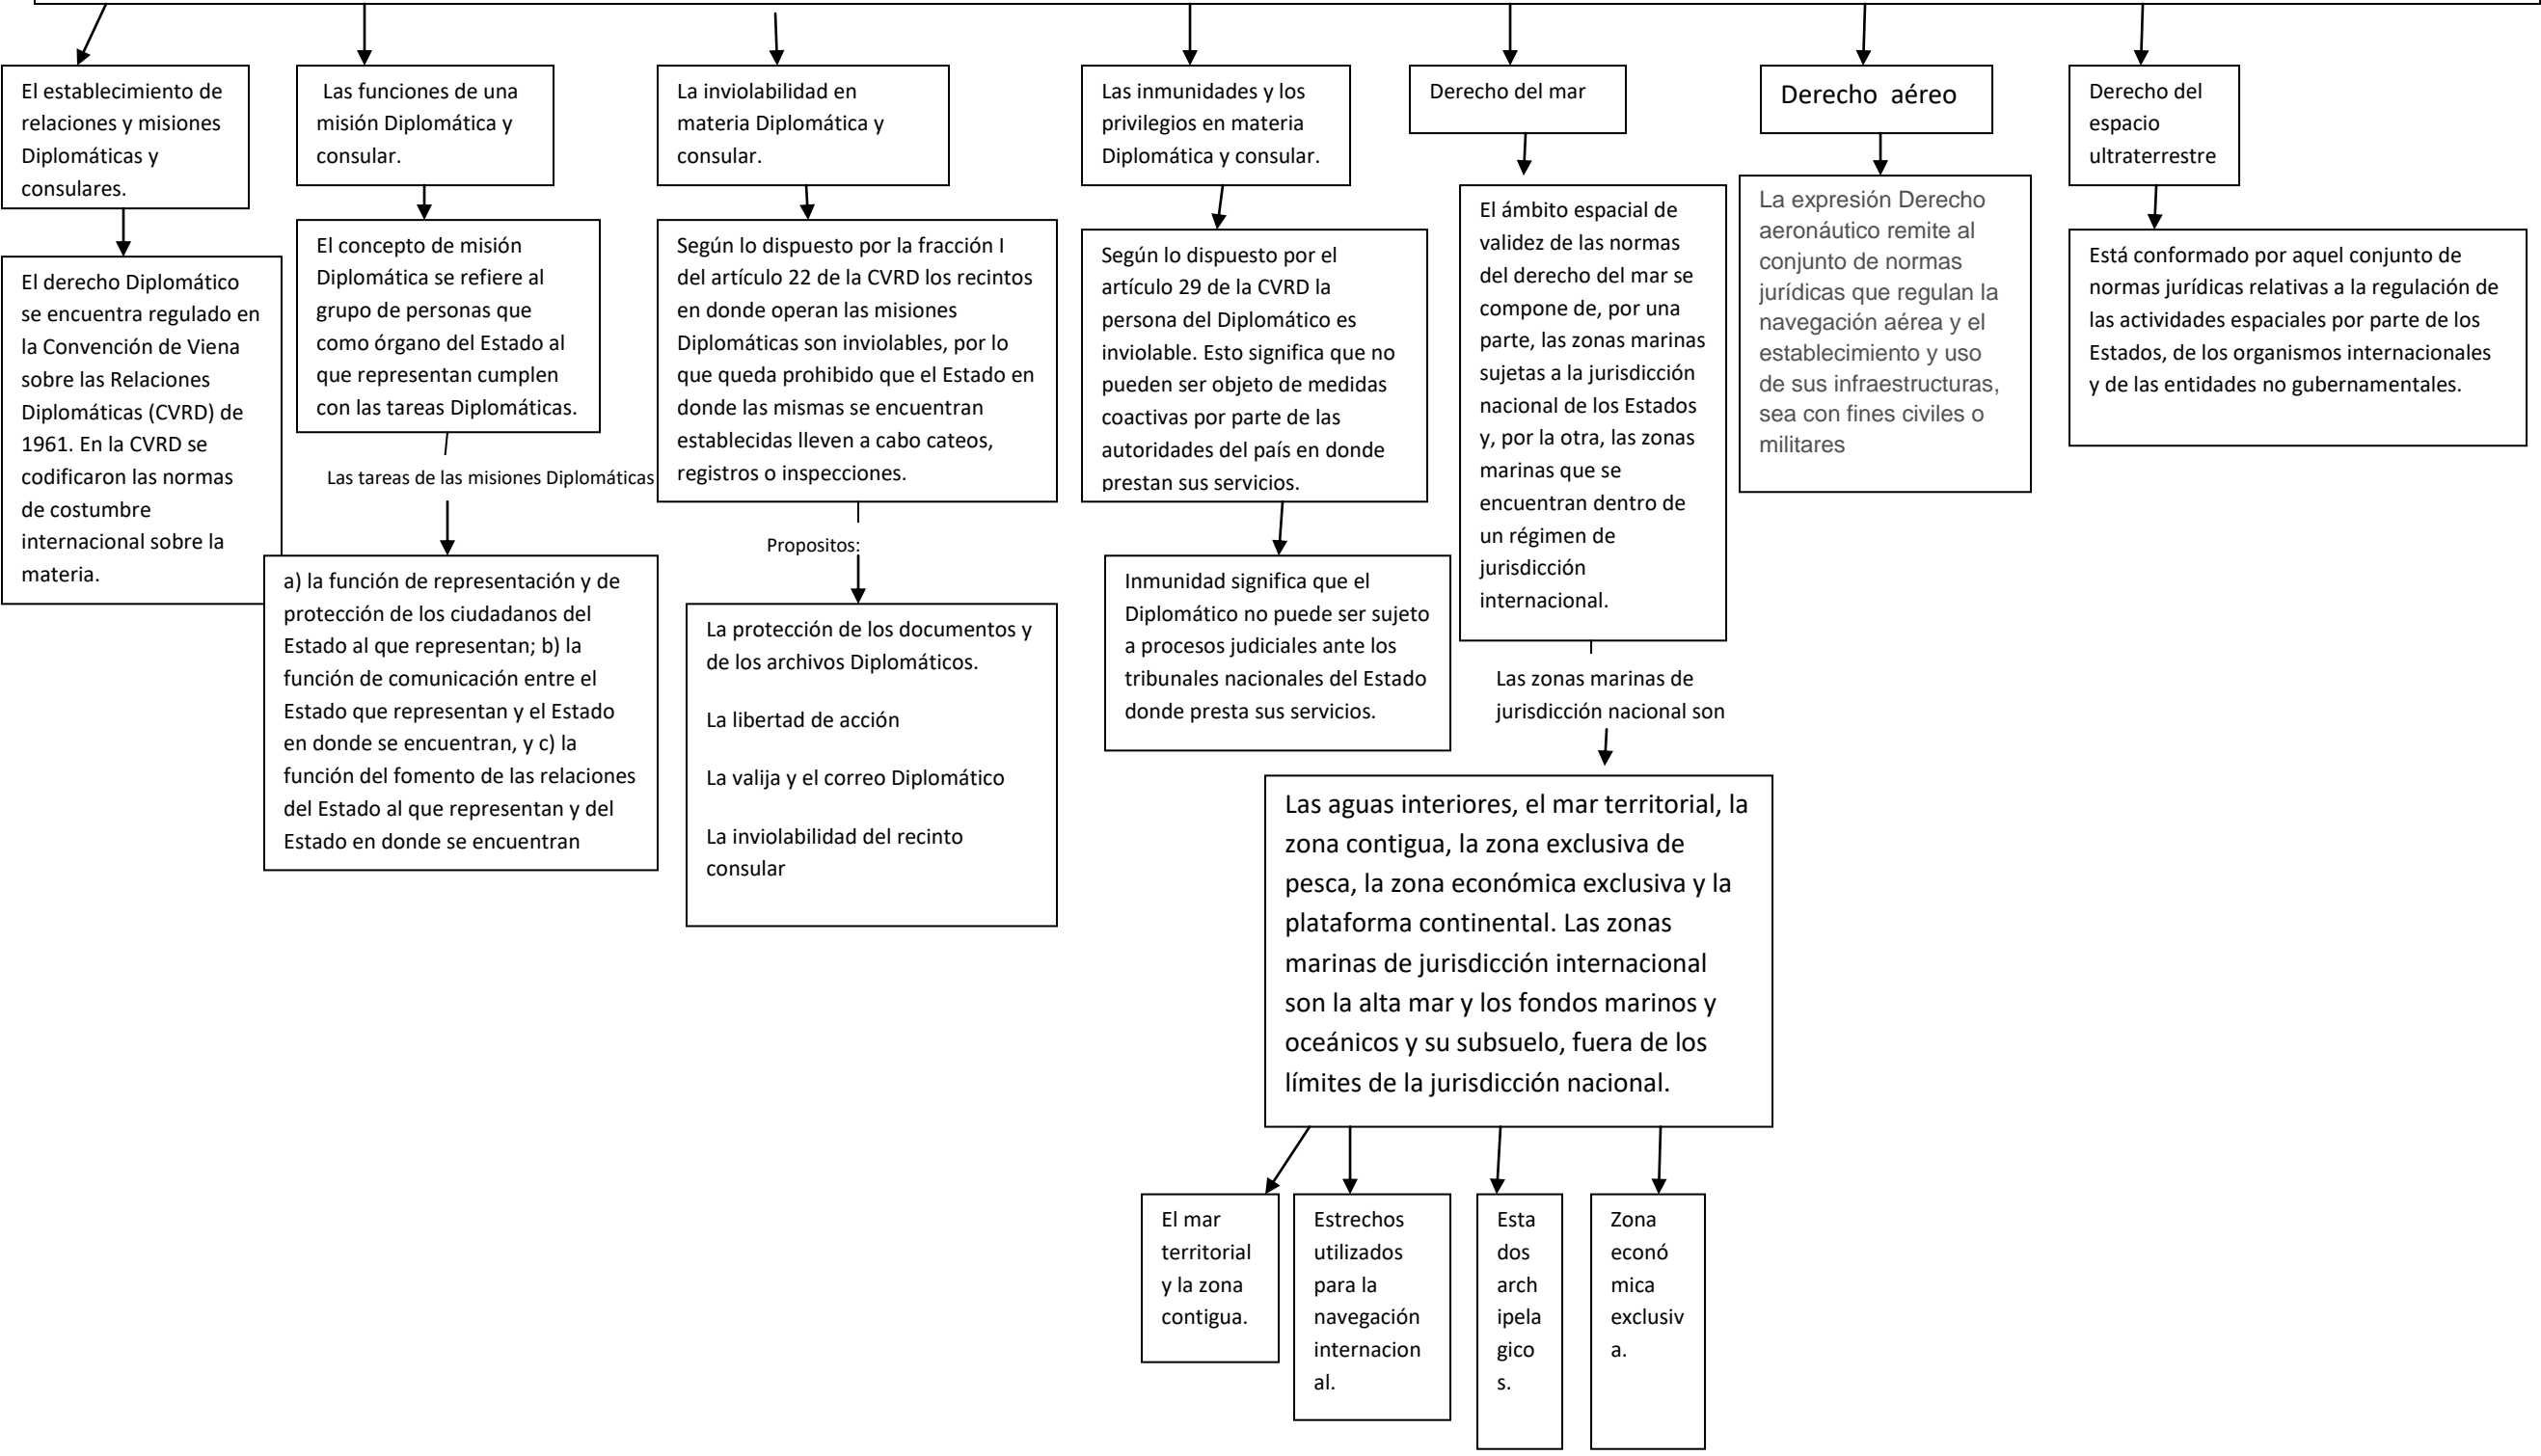 El establecimiento de
relaciones y misiones
Diplomáticas y
consulares.
El derecho Diplomático
se encuentra regulado en
la Convención de Viena
sobre las Relaciones
Diplomáticas (CVRD) de
1961. En la CVRD se
codificaron las normas
de costumbre
internacional sobre la
materia.
Las funciones de una
misión Diplomática y
consular.
El concepto de misión
Diplomática se refiere al
grupo de personas que
como órgano del Estado al
que representan cumplen
con las tareas Diplomáticas.
Las tareas de las misiones Diplomáticas
a) la función de representación y de
protección de los ciudadanos del
Estado al que representan; b) la
función de comunicación entre el
Estado que representan y el Estado
en donde se encuentran, y c) la
función del fomento de las relaciones
del Estado al que representan y del
Estado en donde se encuentran
La inviolabilidad en
materia Diplomática y
consular.
Según lo dispuesto por la fracción I
del artículo 22 de la CVRD los recintos
en donde operan las misiones
Diplomáticas son inviolables, por lo
que queda prohibido que el Estado en
donde las mismas se encuentran
establecidas lleven a cabo cateos,
registros o inspecciones.
Propositos:
La protección de los documentos y
de los archivos Diplomáticos.
La libertad de acción
La valija y el correo Diplomático
La inviolabilidad del recinto
consular
Las inmunidades y los
privilegios en materia
Diplomática y consular.
Según lo dispuesto por el
artículo 29 de la CVRD la
persona del Diplomático es
inviolable. Esto significa que no
pueden ser objeto de medidas
coactivas por parte de las
autoridades del país en donde
prestan sus servicios.
Inmunidad significa que el
Diplomático no puede ser sujeto
a procesos judiciales ante los
tribunales nacionales del Estado
donde presta sus servicios.
Derecho del mar
El ámbito espacial de
validez de las normas
del derecho del mar se
compone de, por una
parte, las zonas marinas
sujetas a la jurisdicción
nacional de los Estados
y, por la otra, las zonas
marinas que se
encuentran dentro de
un régimen de
jurisdicción
internacional.
Las zonas marinas de
jurisdicción nacional son
Las aguas interiores, el mar territorial, la
zona contigua, la zona exclusiva de
pesca, la zona económica exclusiva y la
plataforma continental. Las zonas
marinas de jurisdicción internacional
son la alta mar y los fondos marinos y
oceánicos y su subsuelo, fuera de los
límites de la jurisdicción nacional.
El mar
territorial
y la zona
contigua.
Estrechos
utilizados
para la
navegación
internacion
al.
Esta
dos
arch
ipela
gico
s.
Zona
econó
mica
exclusiv
a.
Derecho  aéreo
La expresión Derecho
aeronáutico remite al
conjunto de normas
jurídicas que regulan la
navegación aérea y el
establecimiento y uso
de sus infraestructuras,
sea con fines civiles o
militares
Derecho del
espacio
ultraterrestre
Está conformado por aquel conjunto de
normas jurídicas relativas a la regulación de
las actividades espaciales por parte de los
Estados, de los organismos internacionales
y de las entidades no gubernamentales.